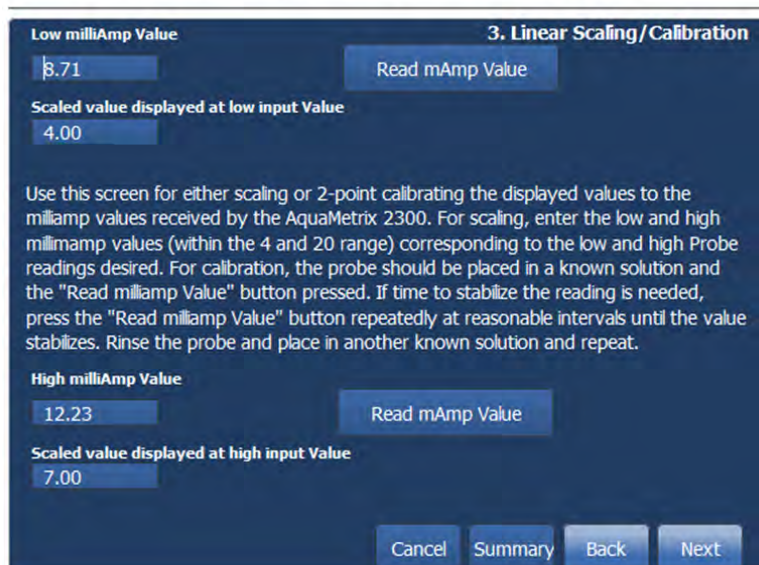 Low milliAmp Value
3. Linear Scaling/Calibration
8.71
Read mAmp Value
Scaled value displayed at low input Value
4.00
Use this screen for either scaling or 2-point calibrating the displayed values to the
milliamp values received by the AquaMetrix 2300. For scaling, enter the low and high
millimamp values (within the 4 and 20 range) corresponding to the low and high Probe
readings desired. For calibration, the probe should be placed in a known solution and
the "Read milliamp Value" button pressed. If time to stabilize the reading is needed,
press the "Read milliamp Value" button repeatedly at reasonable intervals until the value
stabilizes. Rinse the probe and place in another known solution and repeat.
High milliAmp Value
12.23
Read mAmp Value
Scaled value displayed at high input Value
7.00
Cancel Summary Back Next